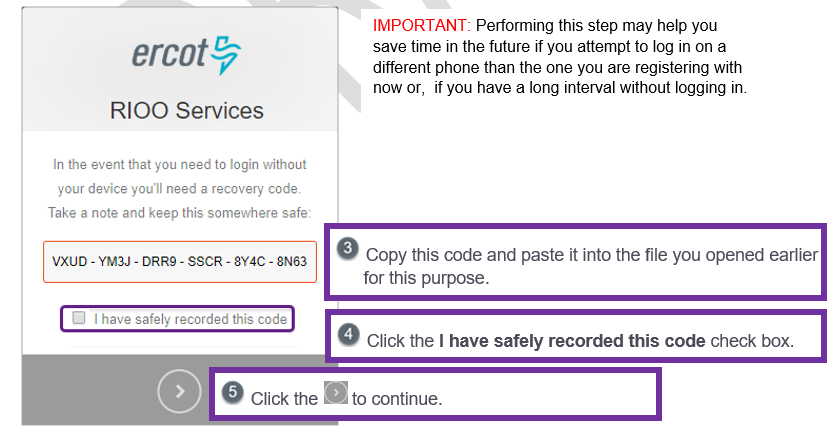 ercot
RIOO Services
In the event that you need to login without
your device you'll need a recovery code.
Take a note and keep this somewhere safe:
VXUD - YM3J - DRR9 - SSCR - 8Y4C - 8N63
I have safely recorded this code
IMPORTANT: Performing this step may help you
save time in the future if you attempt to log in on a
different phone than the one you are registering with
now or, if you have a long interval without logging in.
3 Copy this code and paste it into the file you opened earlier
for this purpose.
4 Click the I have safely recorded this code check box.
5 Click the > to continue.